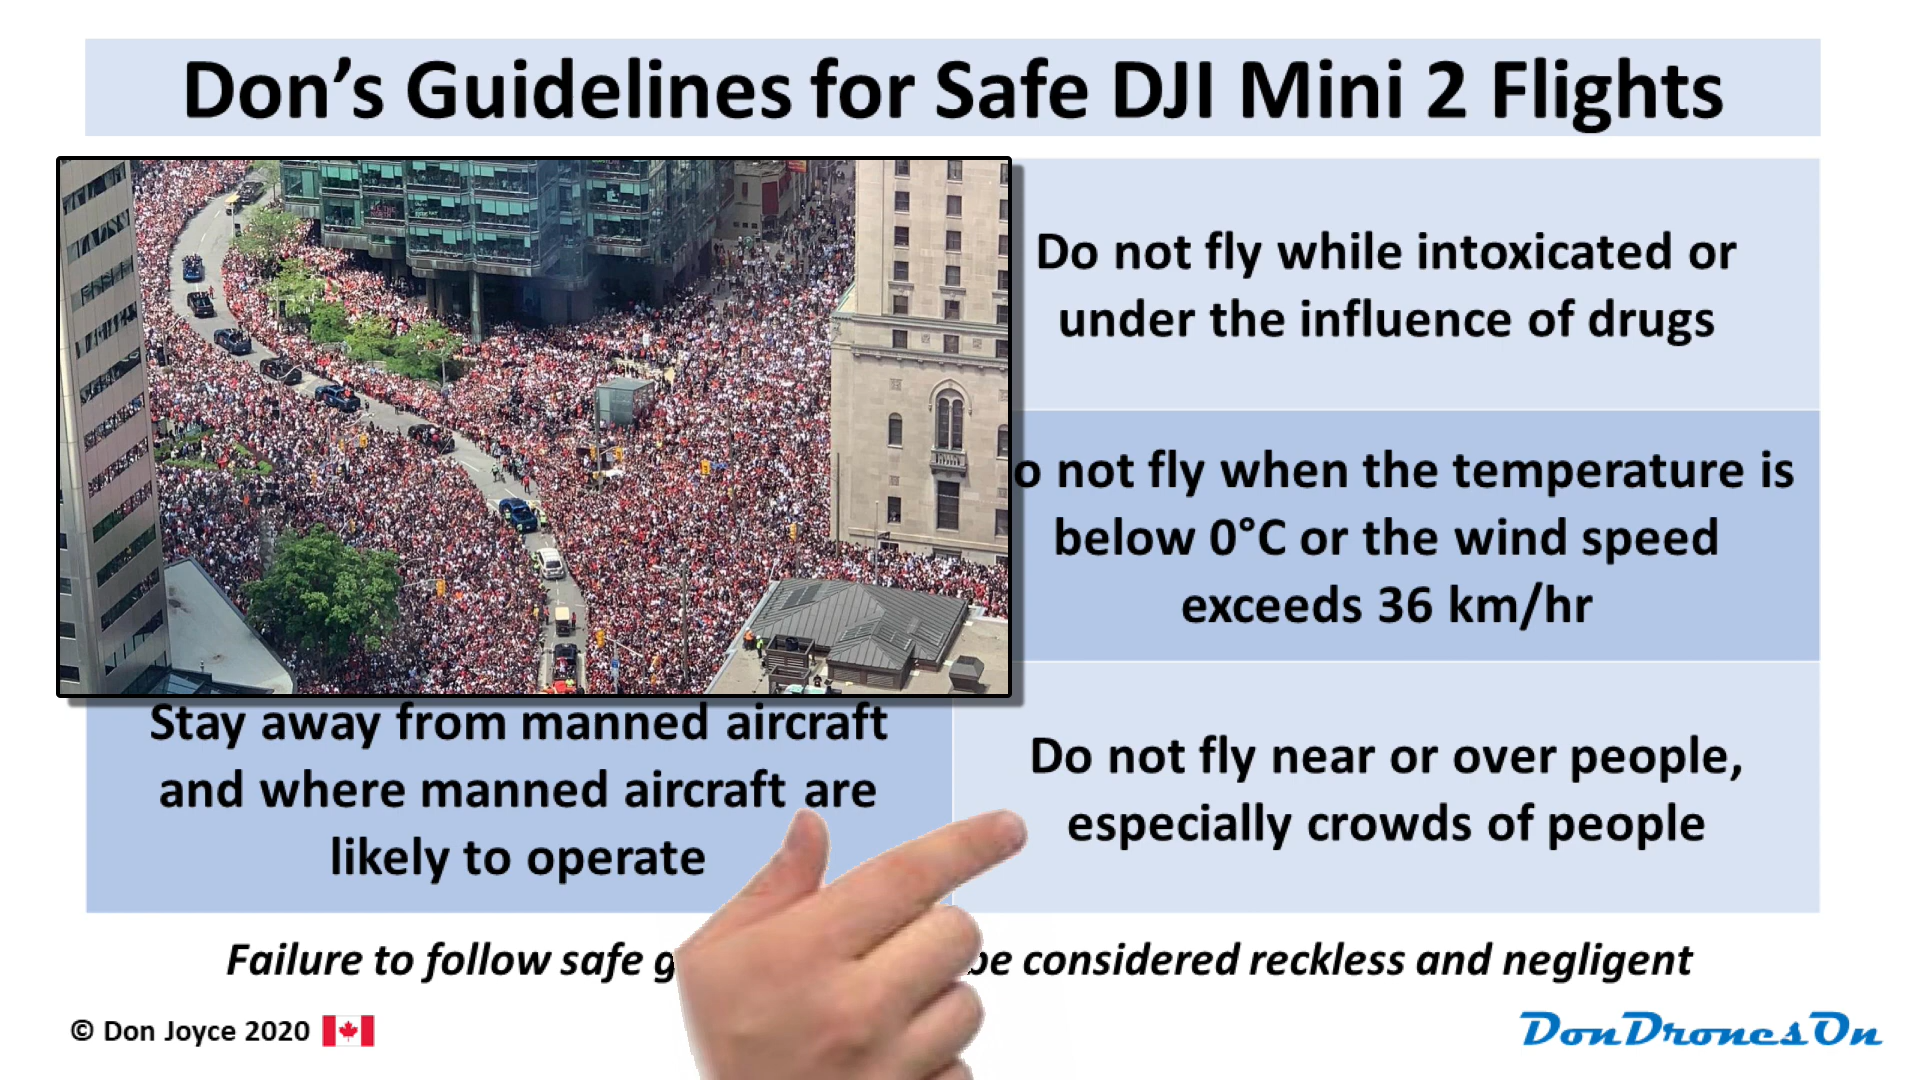 Don's Guidelines for Safe DJI Mini 2 Flights
Do not fly while intoxicated or
under the influence of drugs
o not fly when the temperature is
below 0°C or the wind speed
exceeds 36 km/hr
Stay away from manned aircraft
and where manned aircraft are
likely to operate
Do not fly near or over people,
especially crowds of people
Failure to follow safe g be considered reckless and negligent
© Don Joyce 2020
DonDronesOn